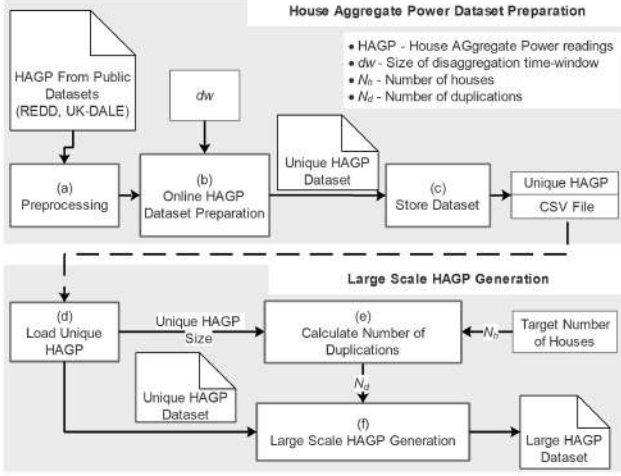 House Aggregate Power Dataset Preparation
HAGP From Public
Datasets
(REDD, UK-DALE)
dw
• HAGP - House AGgregate Power readings
• dw - Size of disaggregation time-window
• Nh - Number of houses
• Nd - Number of duplications
(a)
Preprocessing
(b)
Online HAGP
Dataset Preparation
Unique HAGP
Dataset
(c)
Store Dataset
Unique HAGP
CSV File
Large Scale HAGP Generation
(d)
Load Unique
HAGP
Unique HAGP
Size
(e)
Calculate Number of
Duplications
Nh
Target Number
of Houses
Unique HAGP
Dataset
Nd
(f)
Large Scale HAGP Generation
Large HAGP
Dataset